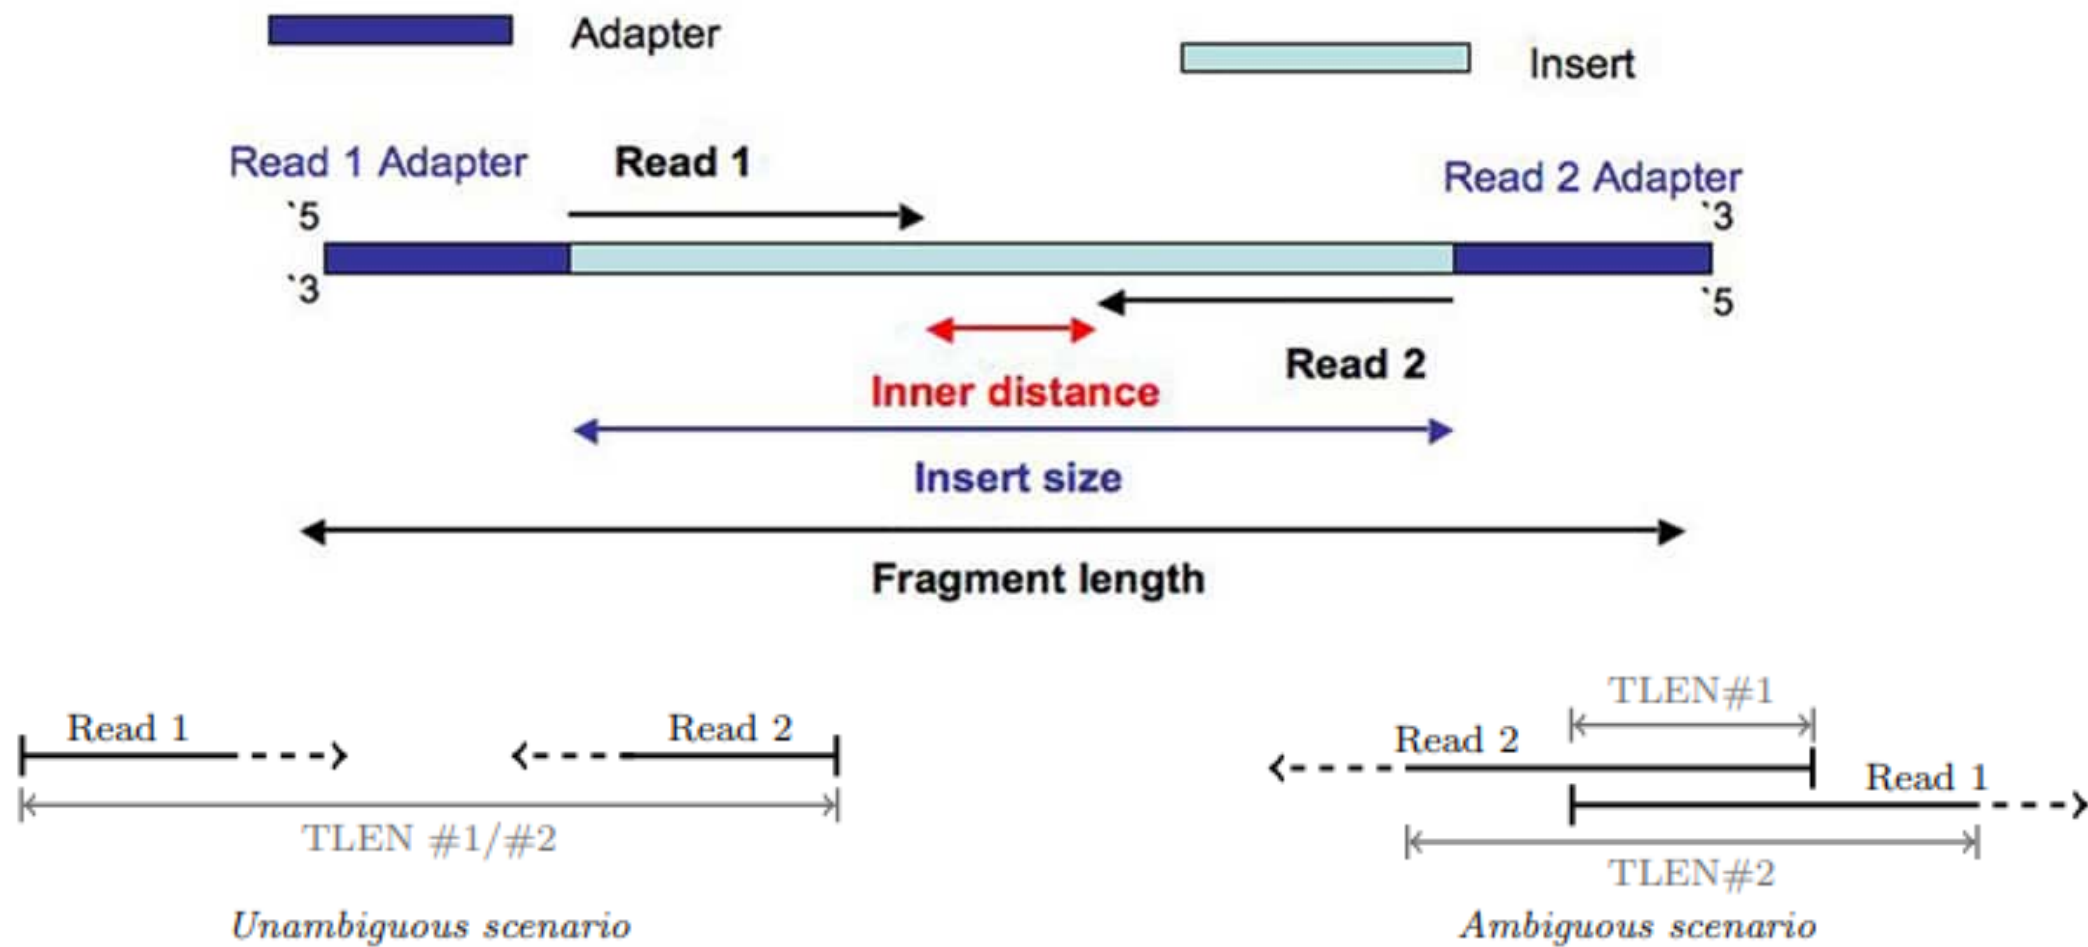 Adapter
Insert
Read 1 Adapter
Read 1
Read 2 Adapter
`5
`3
`3
`5
Read 2
Inner distance
Insert size
Fragment length
Read 1
Read 2
TLEN #1/#2
Unambiguous scenario
TLEN#1
Read 2
Read 1
TLEN#2
Ambiguous scenario